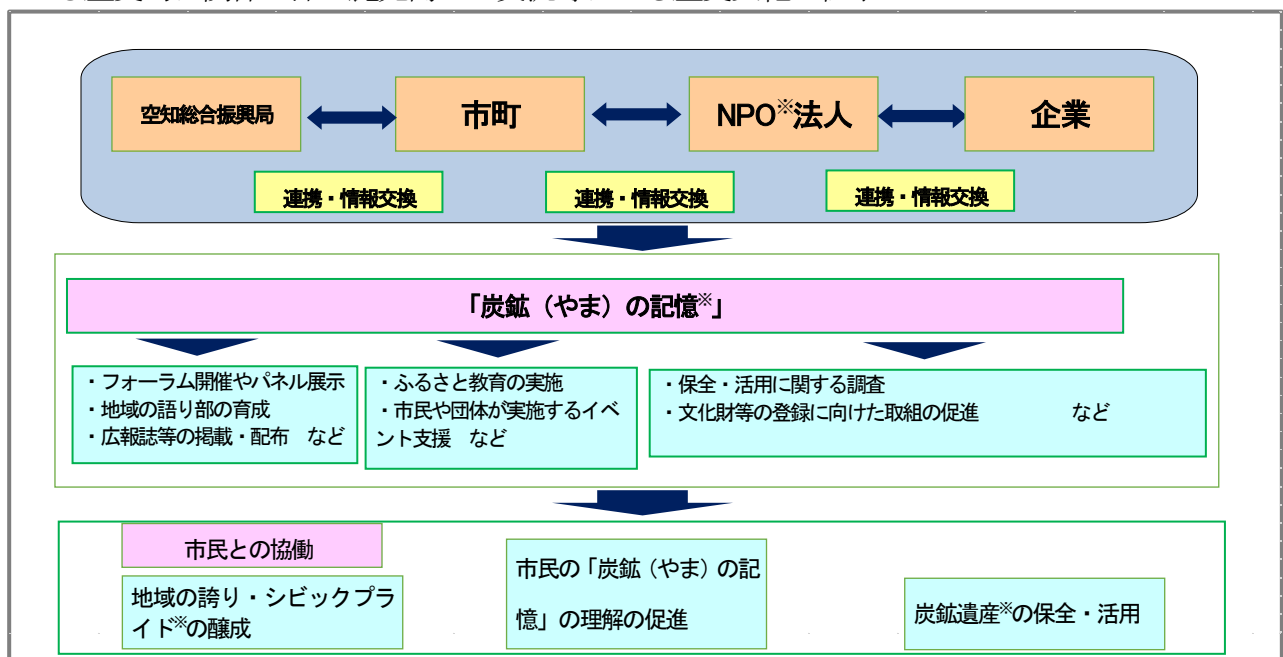 空知総合振興局
市町
NPO※法人
企業
連携・情報交換
連携・情報交換
連携・情報交換
「炭鉱（やま）の記憶※」
・フォーラム開催やパネル展示
・地域の語り部の育成
・広報誌等の掲載・配布　など
・ふるさと教育の実施
・市民や団体が実施するイベ
ント支援　など
・保全・活用に関する調査
・文化財等の登録に向けた取組の促進　　　　　など
市民との協働
地域の誇り・シビックプラ
イド※の醸成
市民の「炭鉱（やま）の記
憶」の理解の促進
炭鉱遺産※の保全・活用